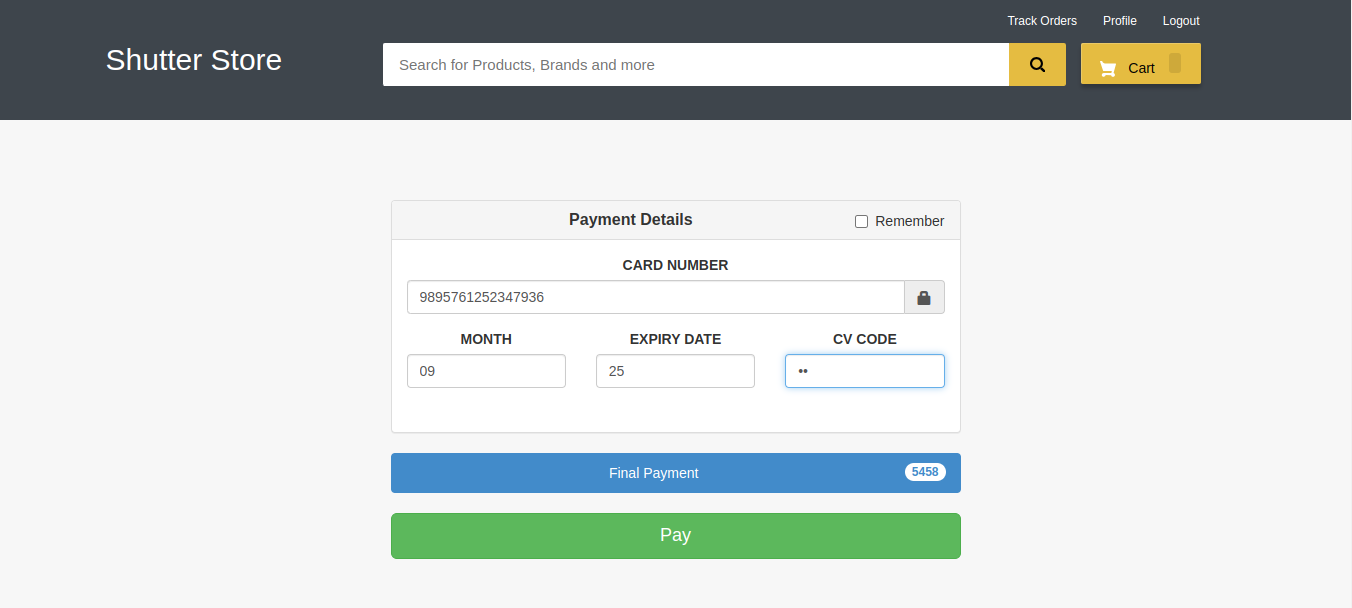 Track Orders Profile Logout
Shutter Store
Search for Products, Brands and more
Cart
Payment Details
Remember
CARD NUMBER
9895761252347936
MONTH EXPIRY DATE CV CODE
09 25 ••
Final Payment 5458
Pay